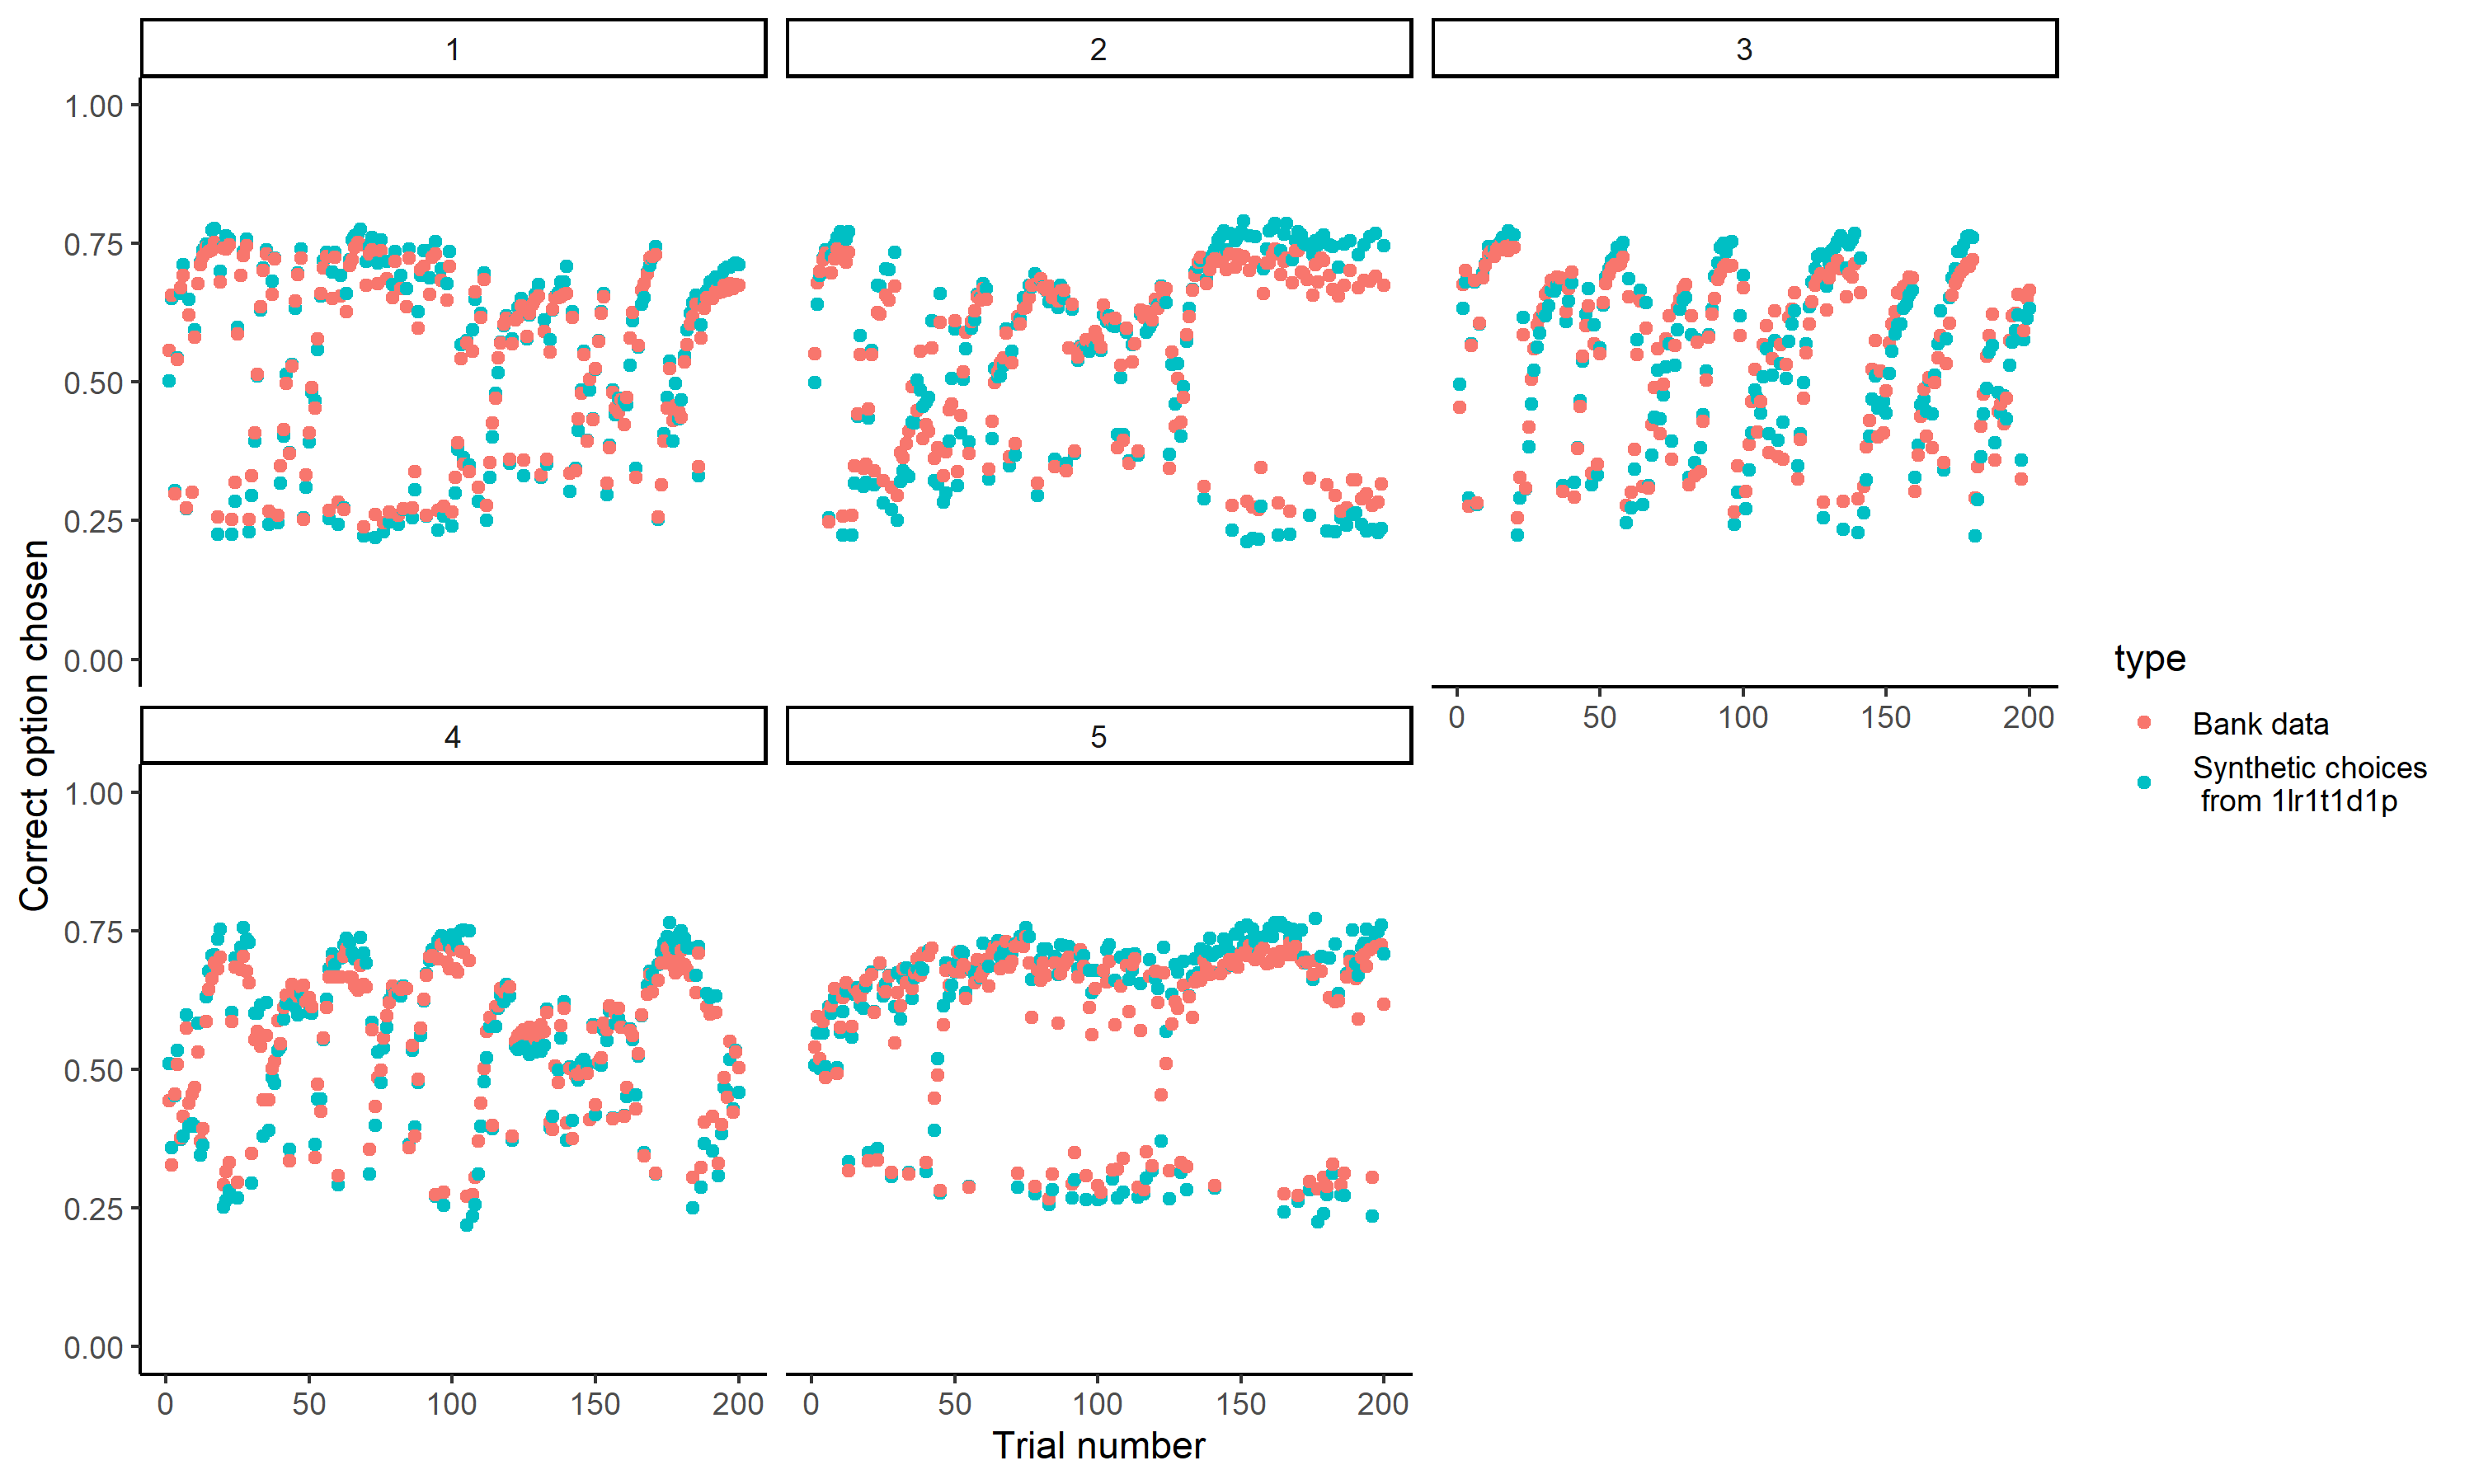 1
2
3
1.00
0.75
0.50
0.25
0.00
0 50 100 150 200
4
5
1.00
0.75
0.50
0.25
0.00
0 50 100 150 200
0 50 100 150 200
Correct option chosen
Trial number
type
Bank data
Synthetic choices
from 1lr1t1d1p